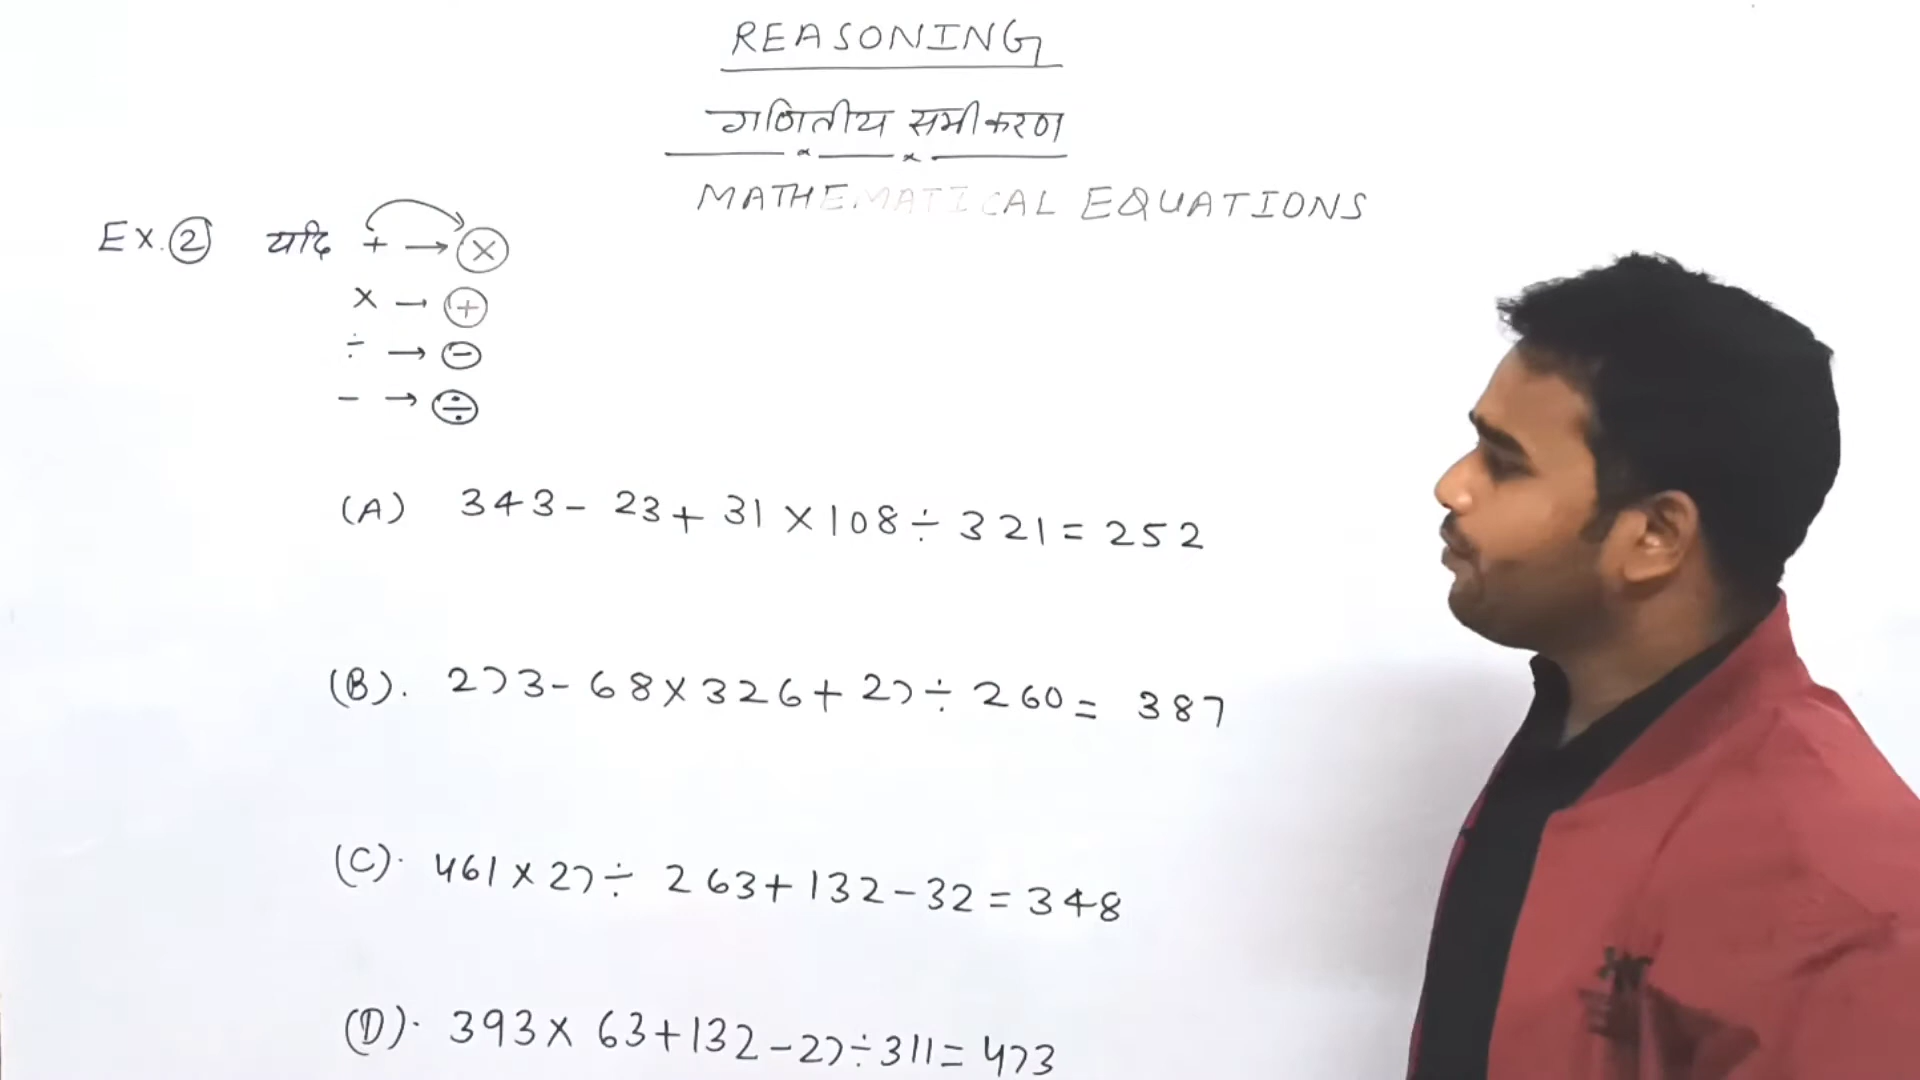 REASONING
गणितीय समीकरण
MATHEMATICAL EQUATIONS
Ex.② यदि + → ⊗
× → ⊕
÷ → ⊖
- → ÷
(A) 343 - 23 + 31 × 108 ÷ 321 = 252
(B). 273 - 68 × 326 + 27 ÷ 260 = 387
(C). 461 × 27 ÷ 263 + 132 - 32 = 348
(D). 393 × 63 + 132 - 27 ÷ 311 = 473